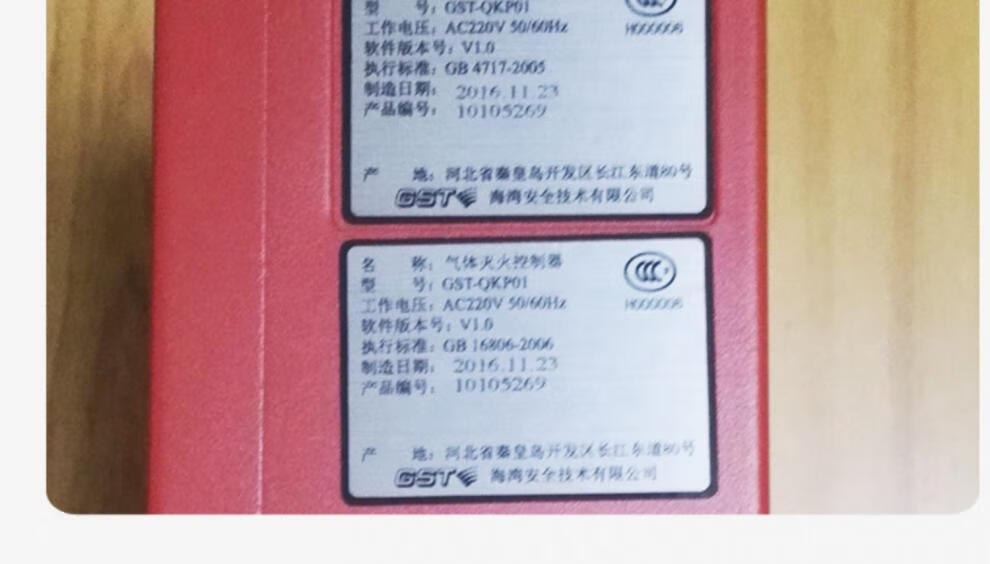 型 号：GST-QKP01
工作电压：AC220V 50/60Hz
H000006
软件版本号：V1.0
执行标准：GB 4717-2005
制造日期： 2016.11.23
产品编号： 10105269
产 地：河北省秦皇岛开发区长江东道80号
GST 海湾安全技术有限公司
名 称：气体灭火控制器
CCC
型 号：GST-QKP01
工作电压：AC220V 50/60Hz
H000006
软件版本号：V1.0
执行标准：GB 16806-2006
制造日期： 2016.11.23
产品编号： 10105269
产 地：河北省秦皇岛开发区长江东道80号
GST 海湾安全技术有限公司